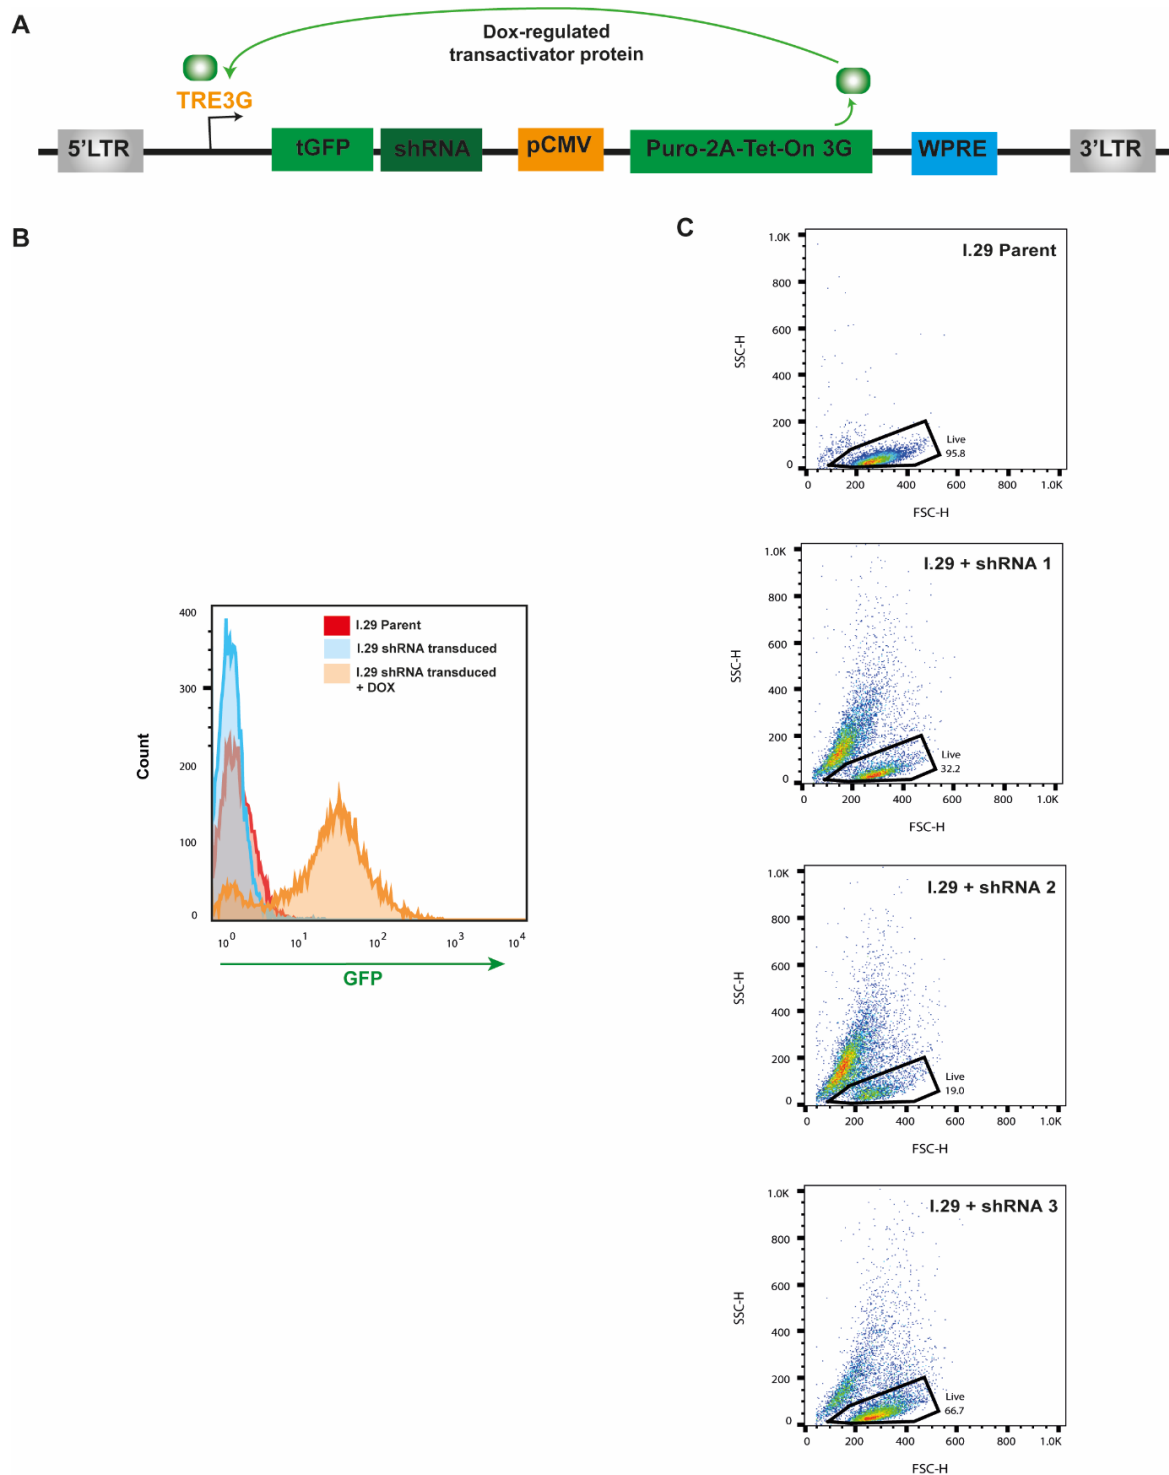 A
Dox-regulated
transactivator protein
TRE3G
5'LTR
tGFP
shRNA
pCMV
Puro-2A-Tet-On 3G
WPRE
3'LTR
B
400
300
200
100
0
Count
I.29 Parent
I.29 shRNA transduced
I.29 shRNA transduced
+ DOX
10^0 10^1 10^2 10^3 10^4
GFP
C
I.29 Parent
1.0K
800
600
400
200
0
SSC-H
Live
95.8
0 200 400 600 800 1.0K
FSC-H
I.29 + shRNA 1
1.0K
800
600
400
200
0
SSC-H
Live
32.2
0 200 400 600 800 1.0K
FSC-H
I.29 + shRNA 2
1.0K
800
600
400
200
0
SSC-H
Live
19.0
0 200 400 600 800 1.0K
FSC-H
I.29 + shRNA 3
1.0K
800
600
400
200
0
SSC-H
Live
66.7
0 200 400 600 800 1.0K
FSC-H